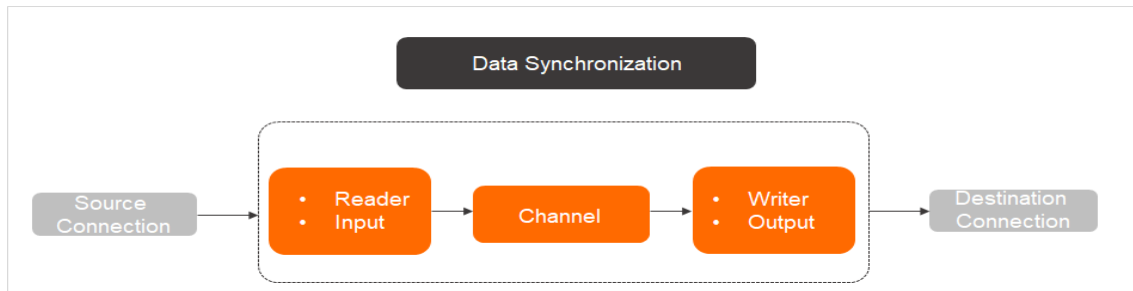 Data Synchronization
Source
Connection
• Reader
• Input
Channel
• Writer
• Output
Destination
Connection